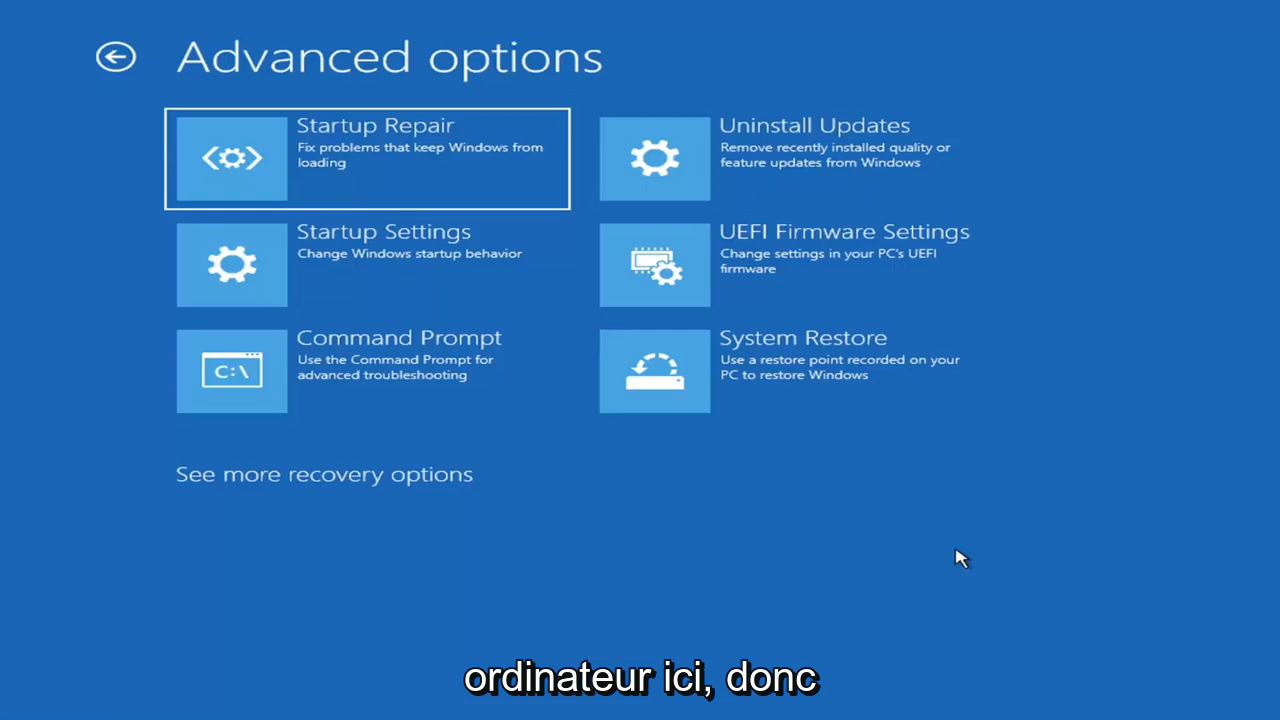 Advanced options
Startup Repair
Fix problems that keep Windows from
loading
Uninstall Updates
Remove recently installed quality or
feature updates from Windows
Startup Settings
Change Windows startup behavior
UEFI Firmware Settings
Change settings in your PC's UEFI
firmware
Command Prompt
Use the Command Prompt for
advanced troubleshooting
C:\
System Restore
Use a restore point recorded on your
PC to restore Windows
See more recovery options
ordinateur ici, donc